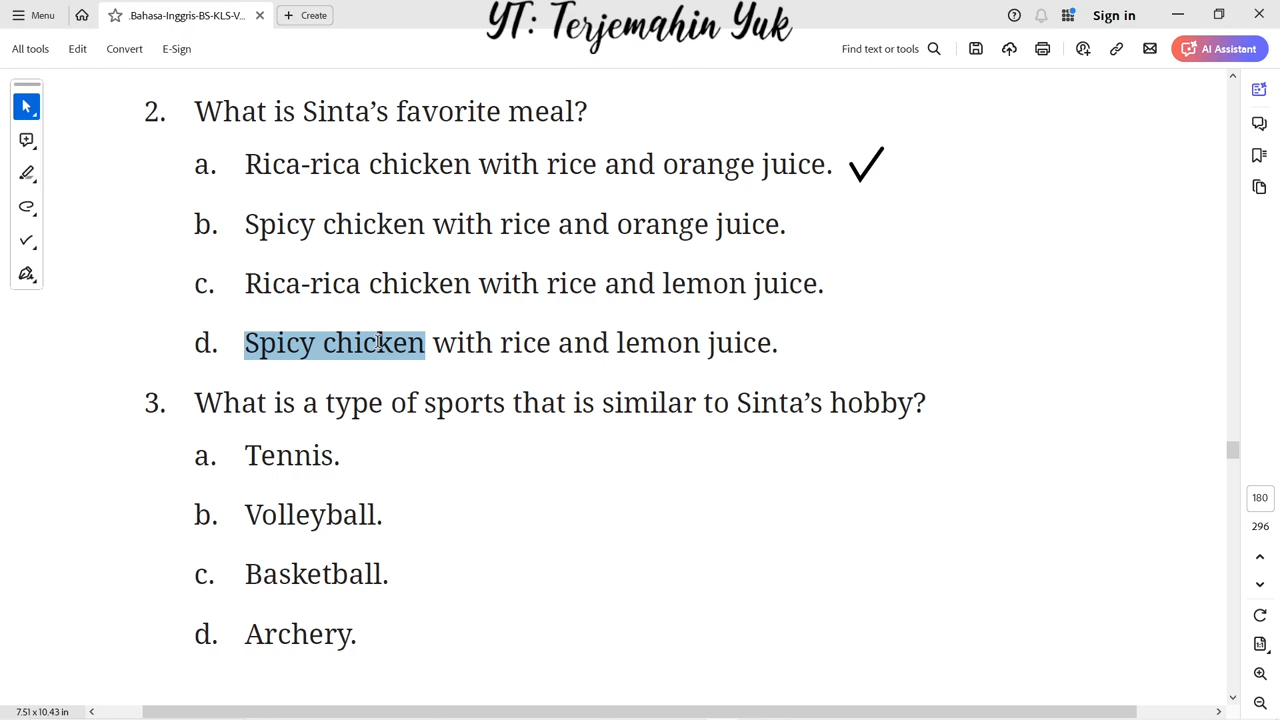 Menu
.Bahasa-Inggris-BS-KLS-V...
Create
YT: Terjemahin Yuk
Sign in
All tools
Edit
Convert
E-Sign
Find text or tools
AI Assistant
2. What is Sinta’s favorite meal?
a. Rica-rica chicken with rice and orange juice.
b. Spicy chicken with rice and orange juice.
c. Rica-rica chicken with rice and lemon juice.
d. Spicy chicken with rice and lemon juice.
3. What is a type of sports that is similar to Sinta’s hobby?
a. Tennis.
b. Volleyball.
c. Basketball.
d. Archery.
180
296
7.51 x 10.43 in